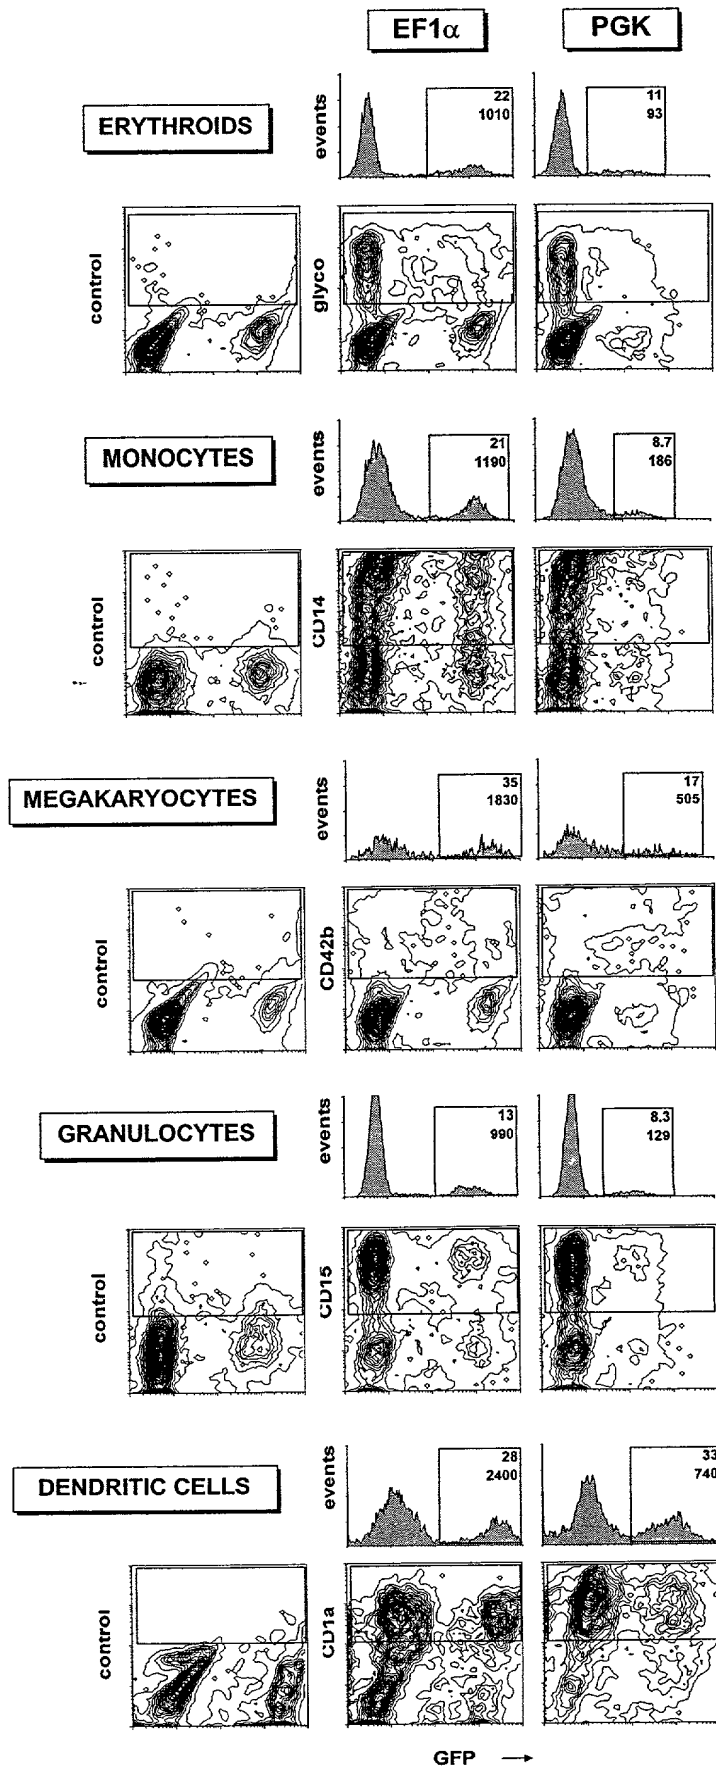 EF1α PGK
ERYTHROIDS
events
22
1010
11
93
control
glyco
MONOCYTES
events
21
1190
8.7
186
control
CD14
MEGAKARYOCYTES
events
35
1830
17
505
control
CD42b
GRANULOCYTES
events
13
990
8.3
129
control
CD15
DENDRITIC CELLS
events
28
2400
33
740
control
CD1a
GFP →